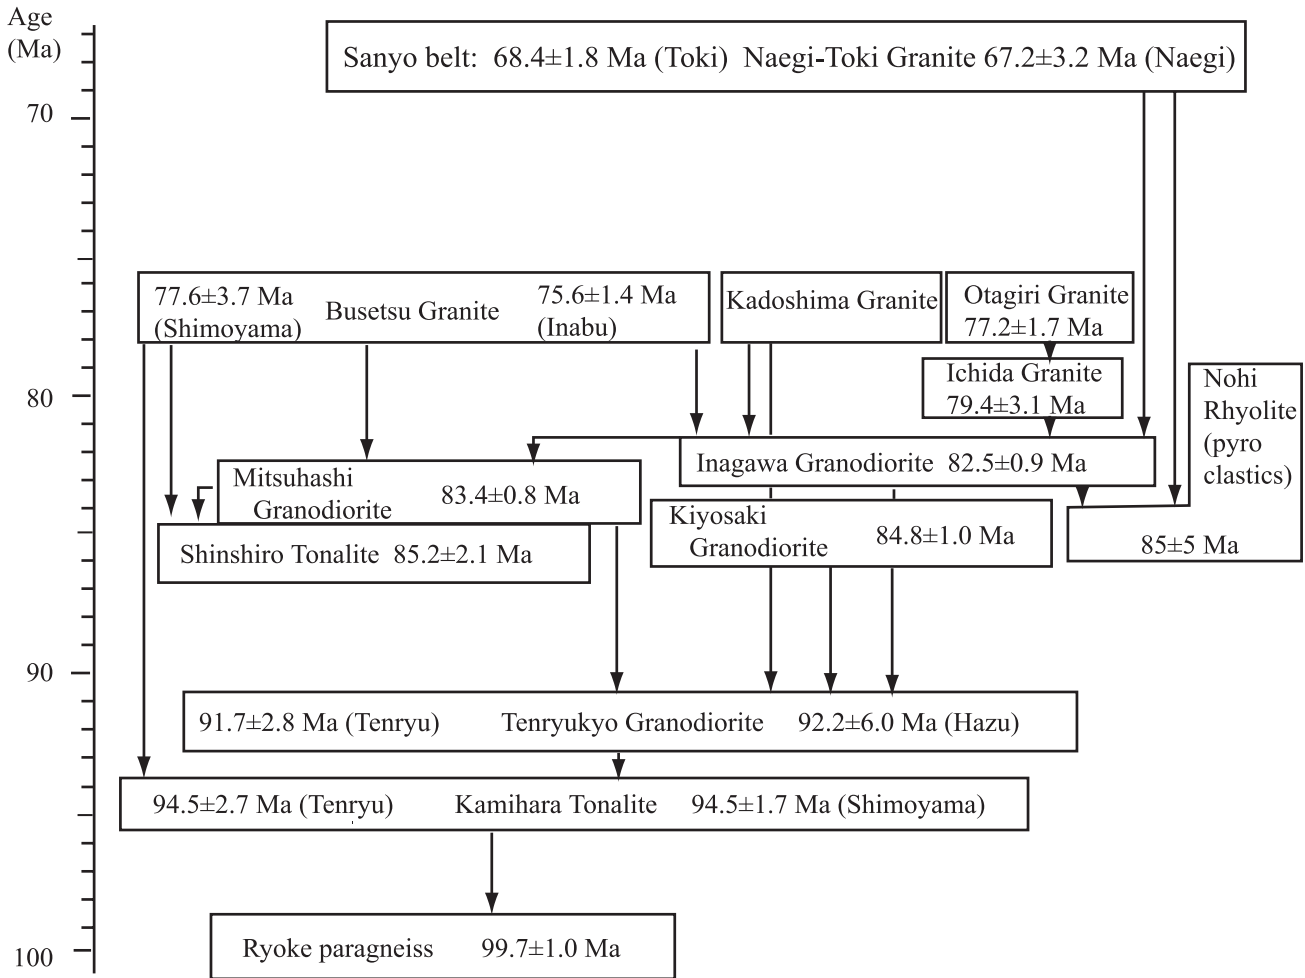 Age
(Ma)
Sanyo belt: 68.4±1.8 Ma (Toki) Naegi-Toki Granite 67.2±3.2 Ma (Naegi)
70
77.6±3.7 Ma
(Shimoyama)
Busetsu Granite
75.6±1.4 Ma
(Inabu)
Kadoshima Granite
Otagiri Granite
77.2±1.7 Ma
Ichida Granite
79.4±3.1 Ma
Nohi
Rhyolite
(pyro
clastics)
85±5 Ma
80
Inagawa Granodiorite 82.5±0.9 Ma
Mitsuhashi
Granodiorite
83.4±0.8 Ma
Kiyosaki
Granodiorite
84.8±1.0 Ma
Shinshiro Tonalite 85.2±2.1 Ma
90
91.7±2.8 Ma (Tenryu) Tenryukyo Granodiorite 92.2±6.0 Ma (Hazu)
94.5±2.7 Ma (Tenryu) Kamihara Tonalite 94.5±1.7 Ma (Shimoyama)
Ryoke paragneiss 99.7±1.0 Ma
100